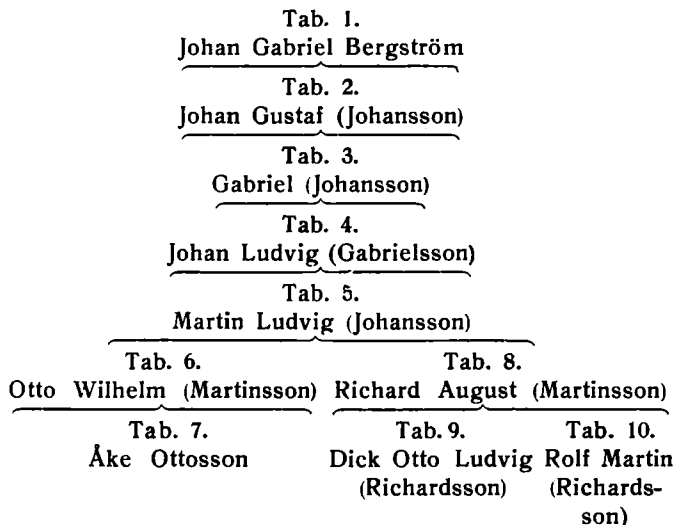 Tab. 1.
Johan Gabriel Bergström
Tab. 2.
Johan Gustaf (Johansson)
Tab. 3.
Gabriel (Johansson)
Tab. 4.
Johan Ludvig (Gabrielsson)
Tab. 5.
Martin Ludvig (Johansson)
Tab. 6. Tab. 8.
Otto Wilhelm (Martinsson) Richard August (Martinsson)
Tab. 7. Tab. 9. Tab. 10.
Åke Ottosson Dick Otto Ludvig Rolf Martin
(Richardsson) (Richards-
son)